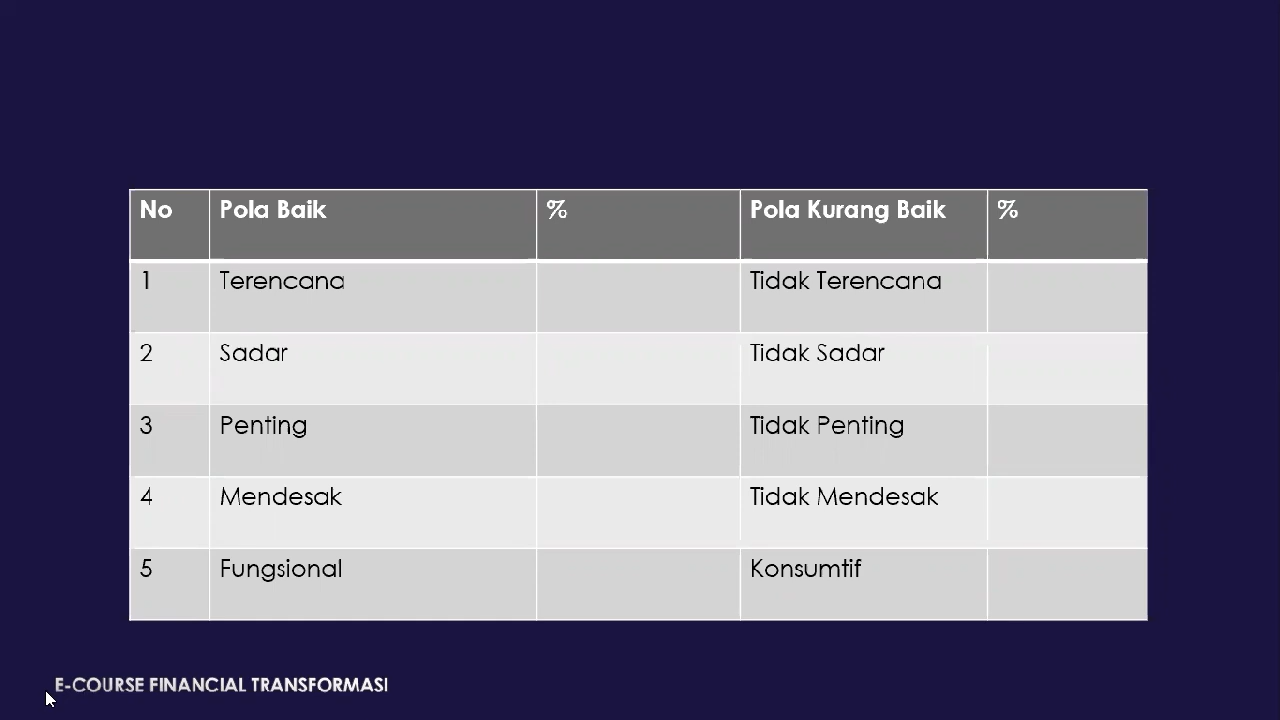 No Pola Baik % Pola Kurang Baik %
1 Terencana Tidak Terencana
2 Sadar Tidak Sadar
3 Penting Tidak Penting
4 Mendesak Tidak Mendesak
5 Fungsional Konsumtif
E-COURSE FINANCIAL TRANSFORMASI